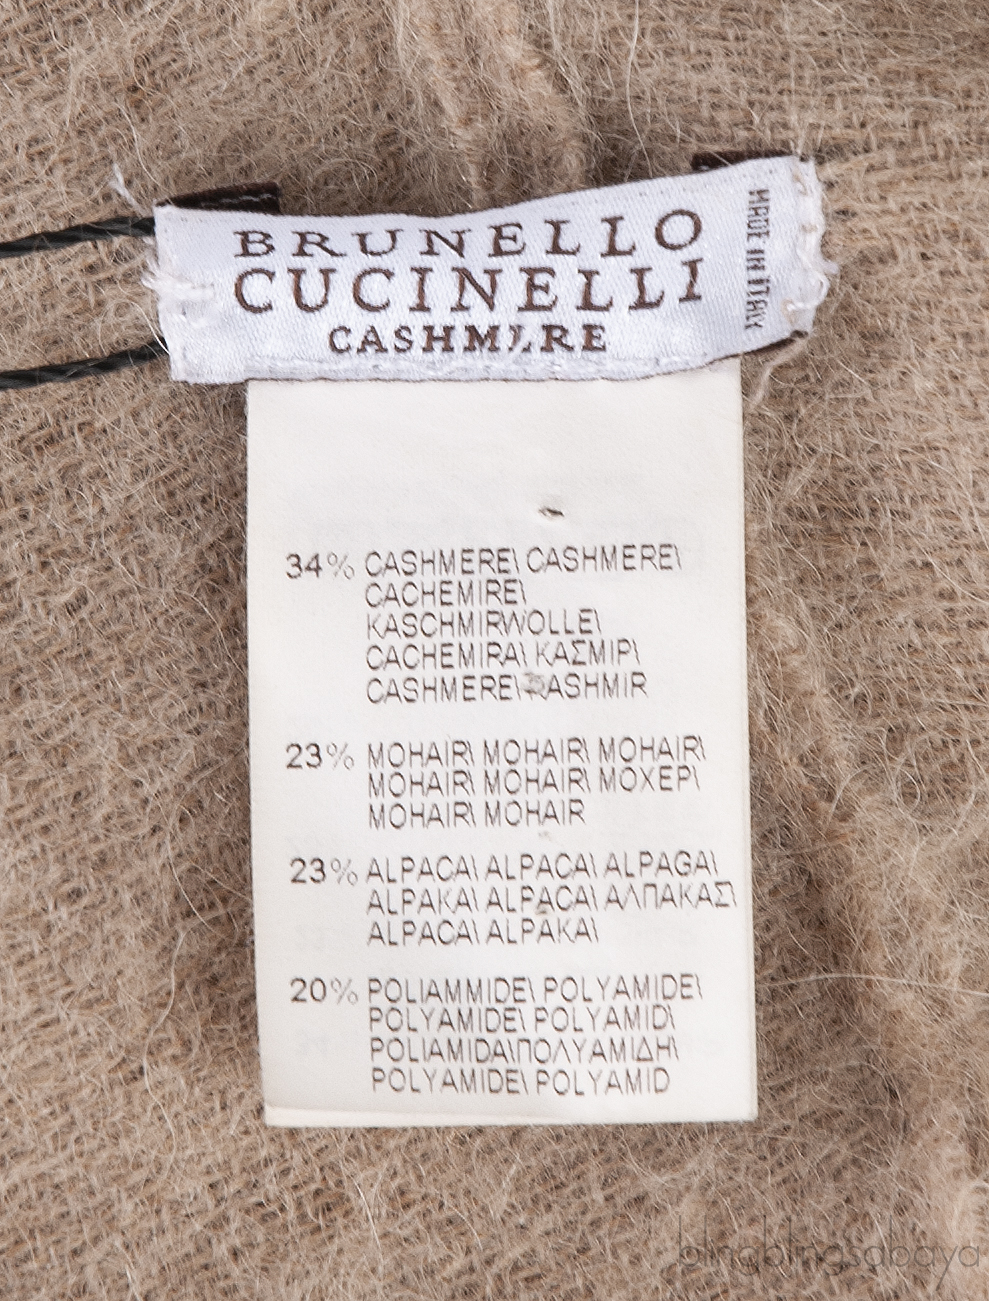 BRUNELLO
CUCINELLI
CASHMERE
MADE IN ITALY
34% CASHMERE\ CASHMERE\
CACHEMIRE\
KASCHMIRWOLLE\
CACHEMIRA\ ΚΑΣΜΙΡ\
CASHMERE\ KASHMIR
23% MOHAIR\ MOHAIR\ MOHAIR\
MOHAIR\ MOHAIR\ ΜΟΧΕΡ\
MOHAIR\ MOHAIR
23% ALPACA\ ALPACA\ ALPAGA\
ALPAKA\ ALPACA\ ΑΛΠΑΚΑΣ\
ALPACA\ ALPAKA\
20% POLIAMMIDE\ POLYAMIDE\
POLYAMIDE\ POLYAMID\
POLIAMIDA\ΠΟΛΥΑΜΙΔΗ\
POLYAMIDE\ POLYAMID
blingblingsabaya